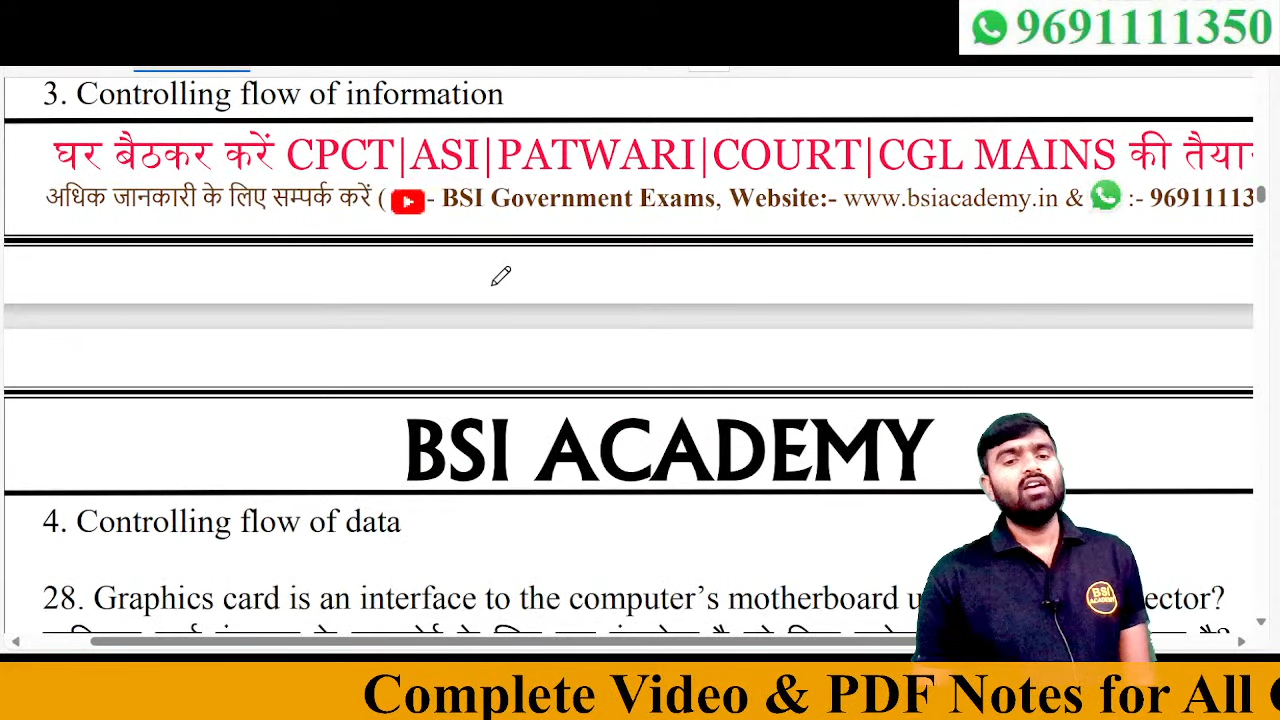 9691111350
3. Controlling flow of information
घर बैठकर करें CPCT|ASI|PATWARI|COURT|CGL MAINS की
अधिक जानकारी के लिए सम्पर्क करें ( - BSI Government Exams, Website:- www.bsiacademy.in & :- 96911113
BSI ACADEMY
4. Controlling flow of data
28. Graphics card is an interface to the computer's motherboard
BSI
ACADEMY
Complete Video & PDF Notes for All